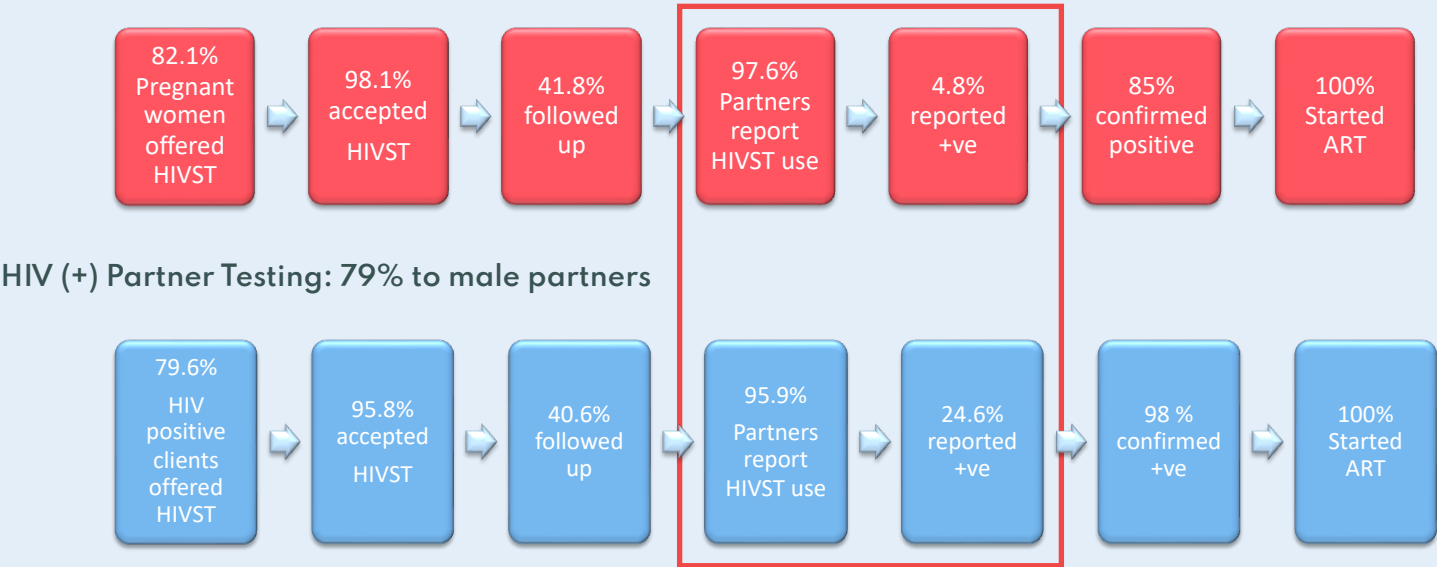 82.1%
Pregnant
women
offered
HIVST
98.1%
accepted
HIVST
41.8%
followed
up
97.6%
Partners
report
HIVST use
4.8%
reported
+ve
85%
confirmed
positive
100%
Started
ART
HIV (+) Partner Testing: 79% to male partners
79.6%
HIV
positive
clients
offered
HIVST
95.8%
accepted
HIVST
40.6%
followed
up
95.9%
Partners
report
HIVST use
24.6%
reported
+ve
98 %
confirmed
+ve
100%
Started
ART